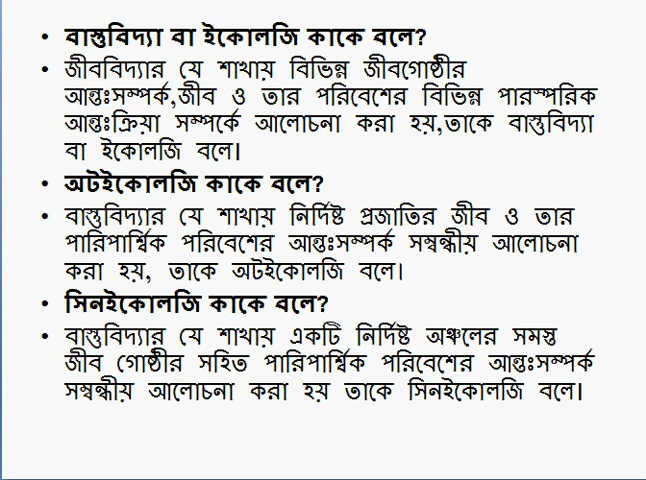 • বাস্তুবিদ্যা বা ইকোলজি কাকে বলে?
• জীববিদ্যার যে শাখায় বিভিন্ন জীবগোষ্ঠীর
আন্তঃসম্পর্ক,জীব ও তার পরিবেশের বিভিন্ন পারস্পরিক
আন্তঃক্রিয়া সম্পর্কে আলোচনা করা হয়,তাকে বাস্তুবিদ্যা
বা ইকোলজি বলে।
• অটইকোলজি কাকে বলে?
• বাস্তুবিদ্যার যে শাখায় নির্দিষ্ট প্রজাতির জীব ও তার
পারিপার্শ্বিক পরিবেশের আন্তঃসম্পর্ক সম্বন্ধীয় আলোচনা
করা হয়, তাকে অটইকোলজি বলে।
• সিনইকোলজি কাকে বলে?
• বাস্তুবিদ্যার যে শাখায় একটি নির্দিষ্ট অঞ্চলের সমস্ত
জীব গোষ্ঠীর সহিত পারিপার্শ্বিক পরিবেশের আন্তঃসম্পর্ক
সম্বন্ধীয় আলোচনা করা হয় তাকে সিনইকোলজি বলে।